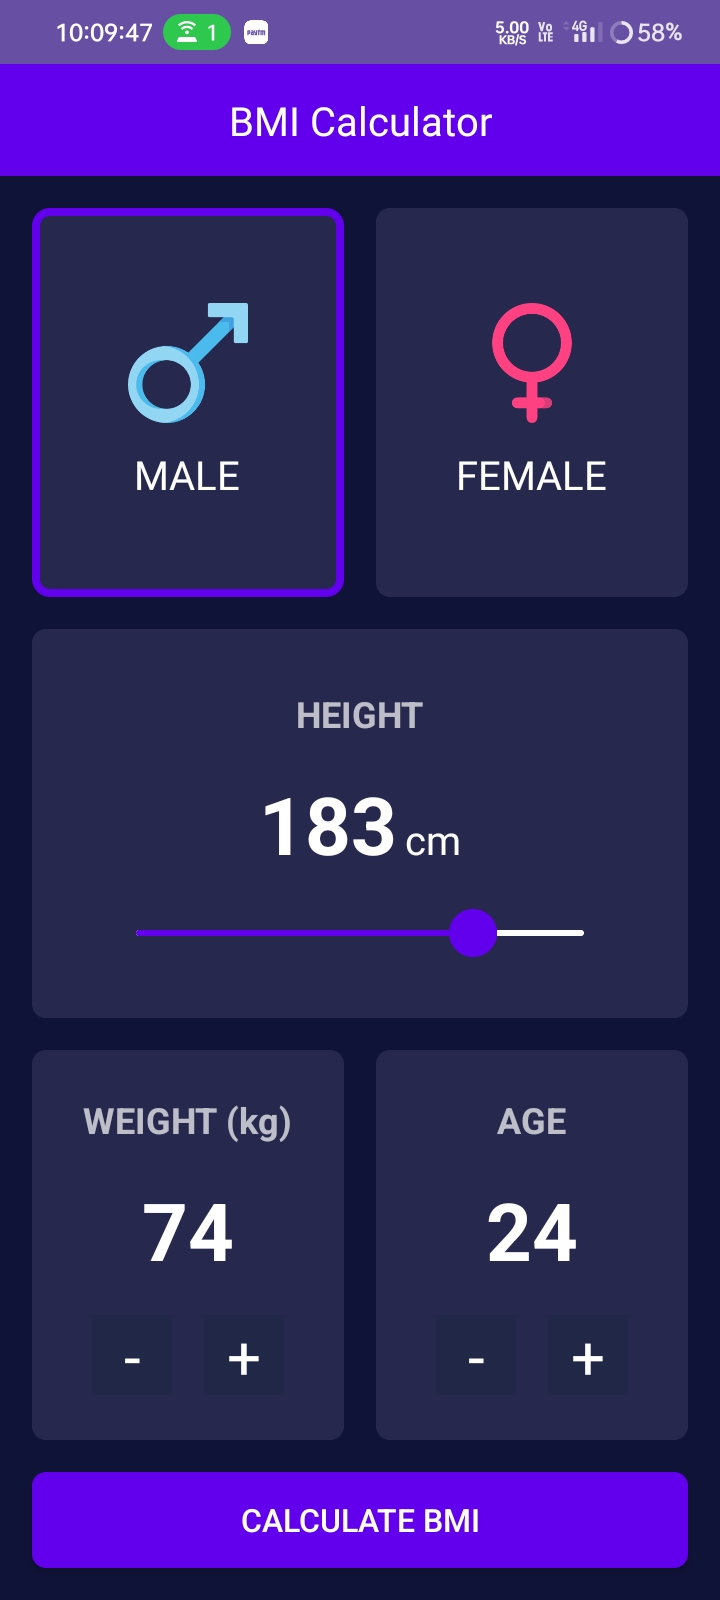 10:09:47 1 paytm 5.00 KB/S Vo LTE 4G 58%
BMI Calculator
MALE FEMALE
HEIGHT
183 cm
WEIGHT (kg) AGE
74 24
- + - +
CALCULATE BMI